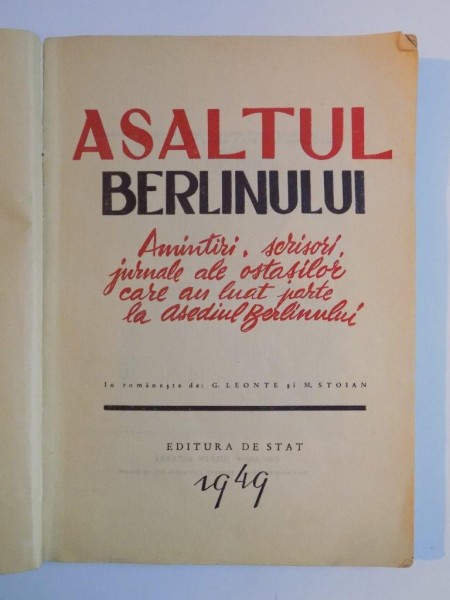 ASALTUL
BERLINULUI
Amintiri, scrisori,
jurnale ale ostașilor
care au luat parte
la asediul Berlinului
In românește de: G. LEONTE și M. STOIAN
EDITURA DE STAT
1949